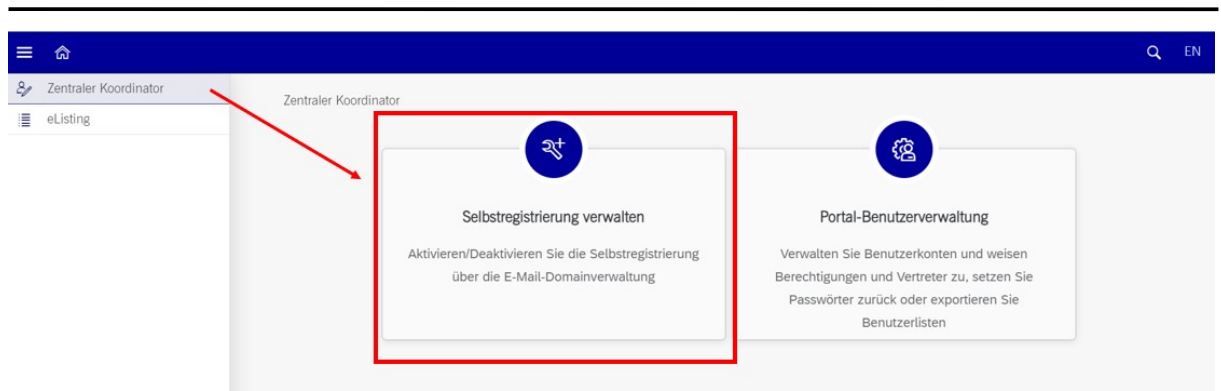 EN
Zentraler Koordinator
eListing
Zentraler Koordinator
Selbstregistrierung verwalten
Aktivieren/Deaktivieren Sie die Selbstregistrierung
über die E-Mail-Domainverwaltung
Portal-Benutzerverwaltung
Verwalten Sie Benutzerkonten und weisen
Berechtigungen und Vertreter zu, setzen Sie
Passwörter zurück oder exportieren Sie
Benutzerlisten